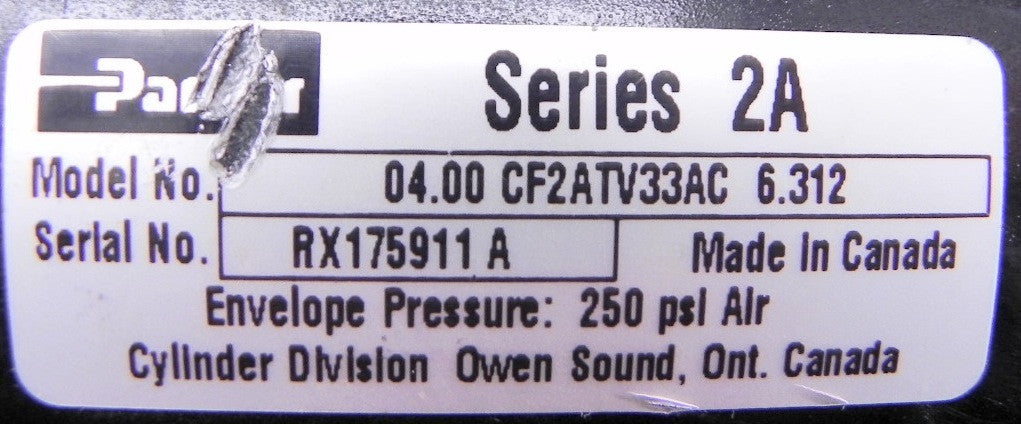 Series 2A
Model No. 04.00 CF2ATV33AC 6.312
Serial No. RX175911 A Made In Canada
Envelope Pressure: 250 psi Air
Cylinder Division Owen Sound, Ont. Canada